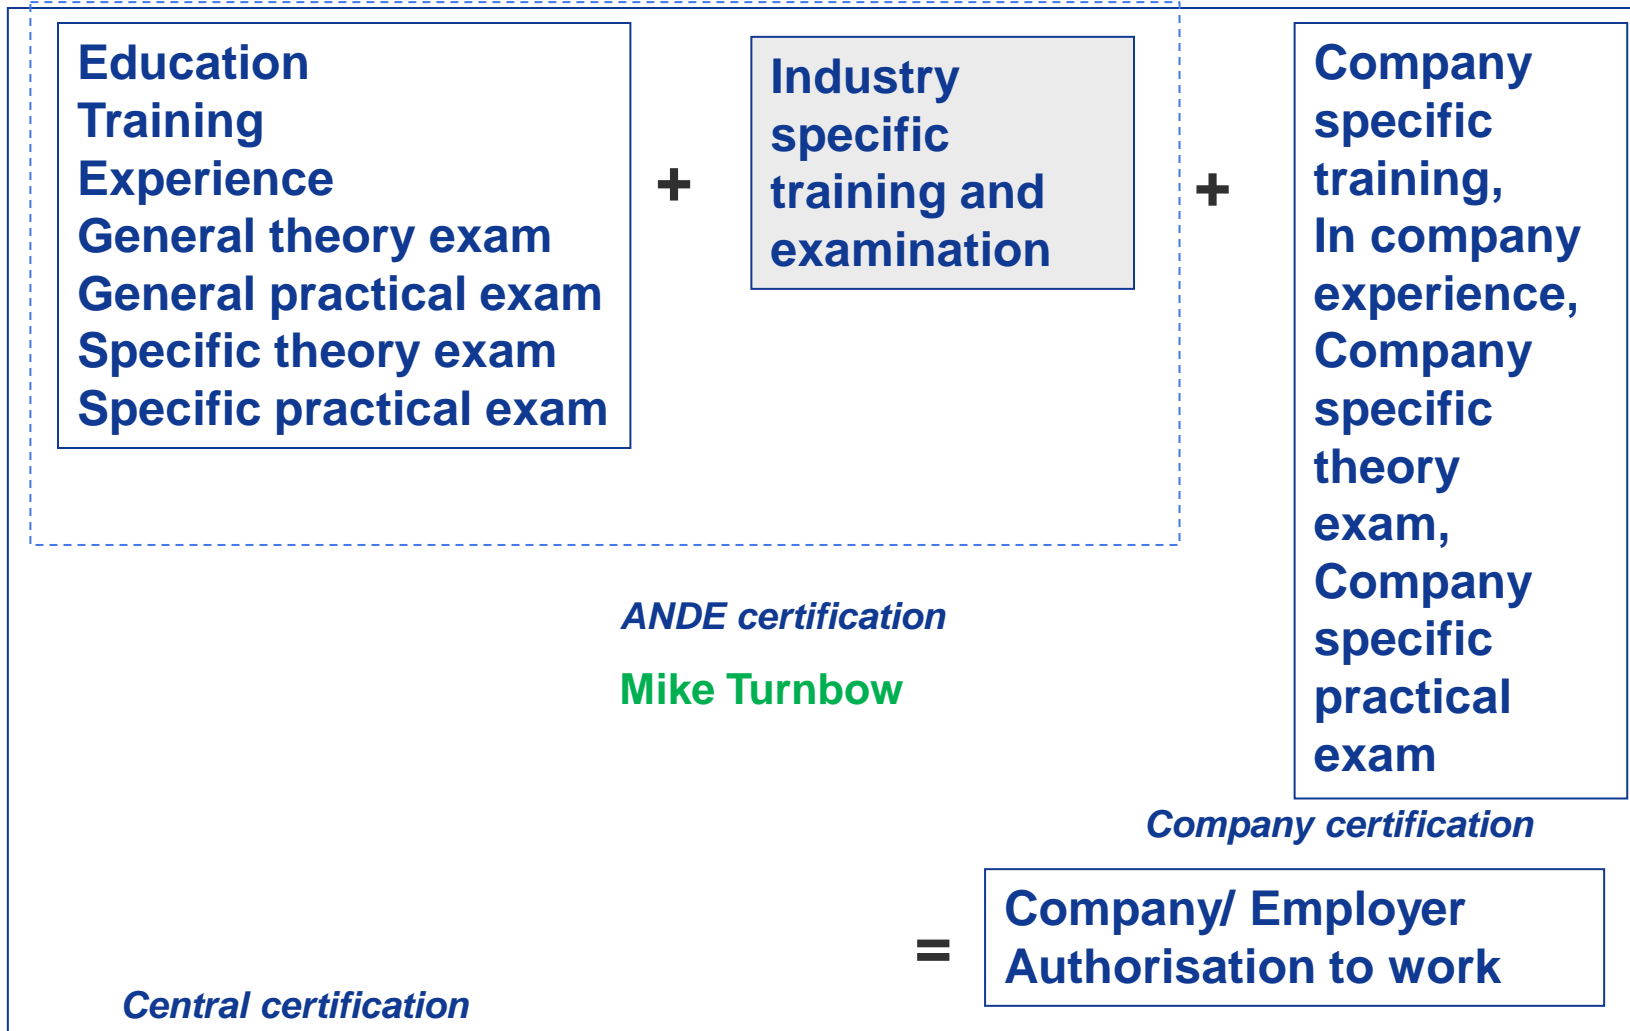 Education
Training
Experience
General theory exam
General practical exam
Specific theory exam
Specific practical exam
+
Industry
specific
training and
examination
+
Company
specific
training,
In company
experience,
Company
specific
theory
exam,
Company
specific
practical
exam
ANDE certification
Mike Turnbow
Company certification
=
Company/ Employer
Authorisation to work
Central certification